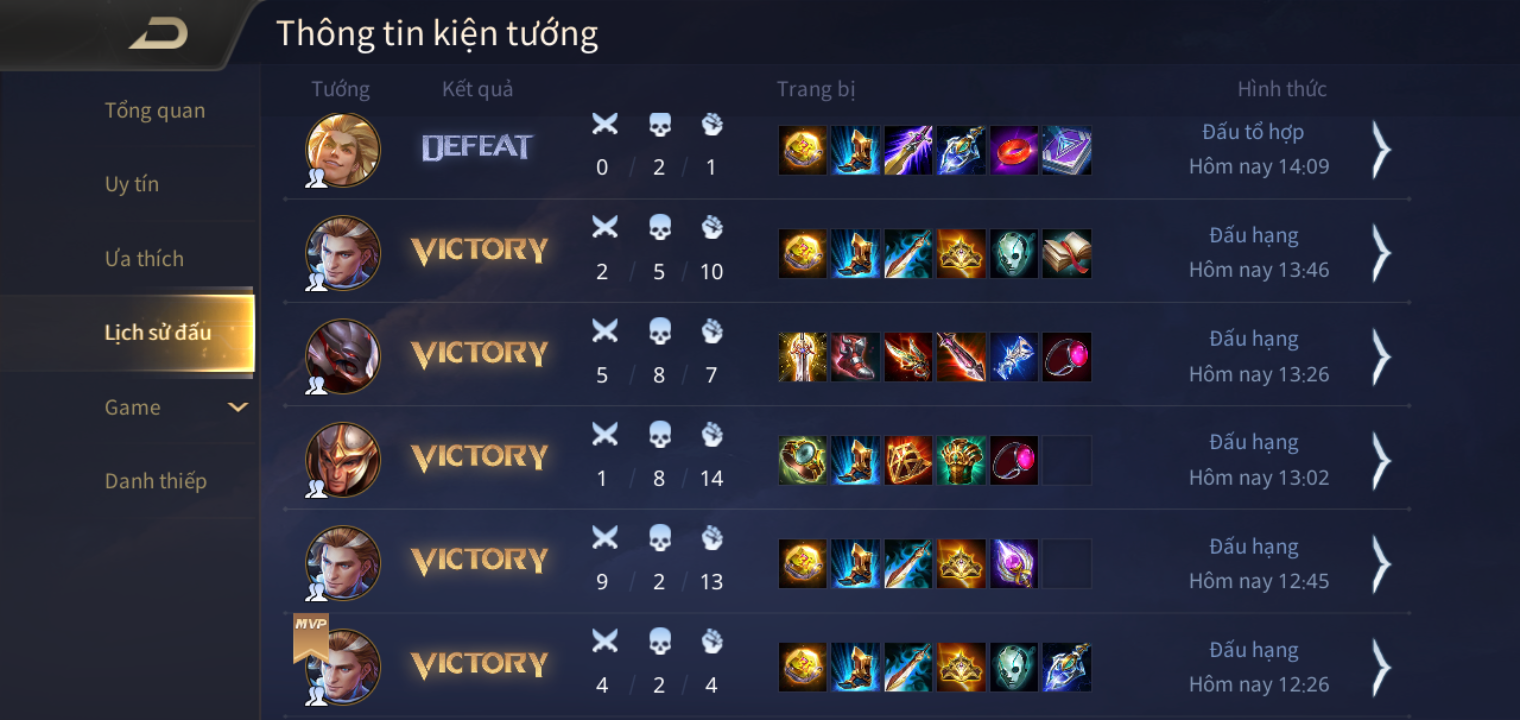 Thông tin kiện tướng
Tổng quan
Uy tín
Ưa thích
Lịch sử đấu
Game
Danh thiếp
Tướng Kết quả Trang bị Hình thức
DEFEAT 0 / 2 / 1 Đấu tổ hợp
Hôm nay 14:09
VICTORY 2 / 5 / 10 Đấu hạng
Hôm nay 13:46
VICTORY 5 / 8 / 7 Đấu hạng
Hôm nay 13:26
VICTORY 1 / 8 / 14 Đấu hạng
Hôm nay 13:02
VICTORY 9 / 2 / 13 Đấu hạng
Hôm nay 12:45
MVP
VICTORY 4 / 2 / 4 Đấu hạng
Hôm nay 12:26